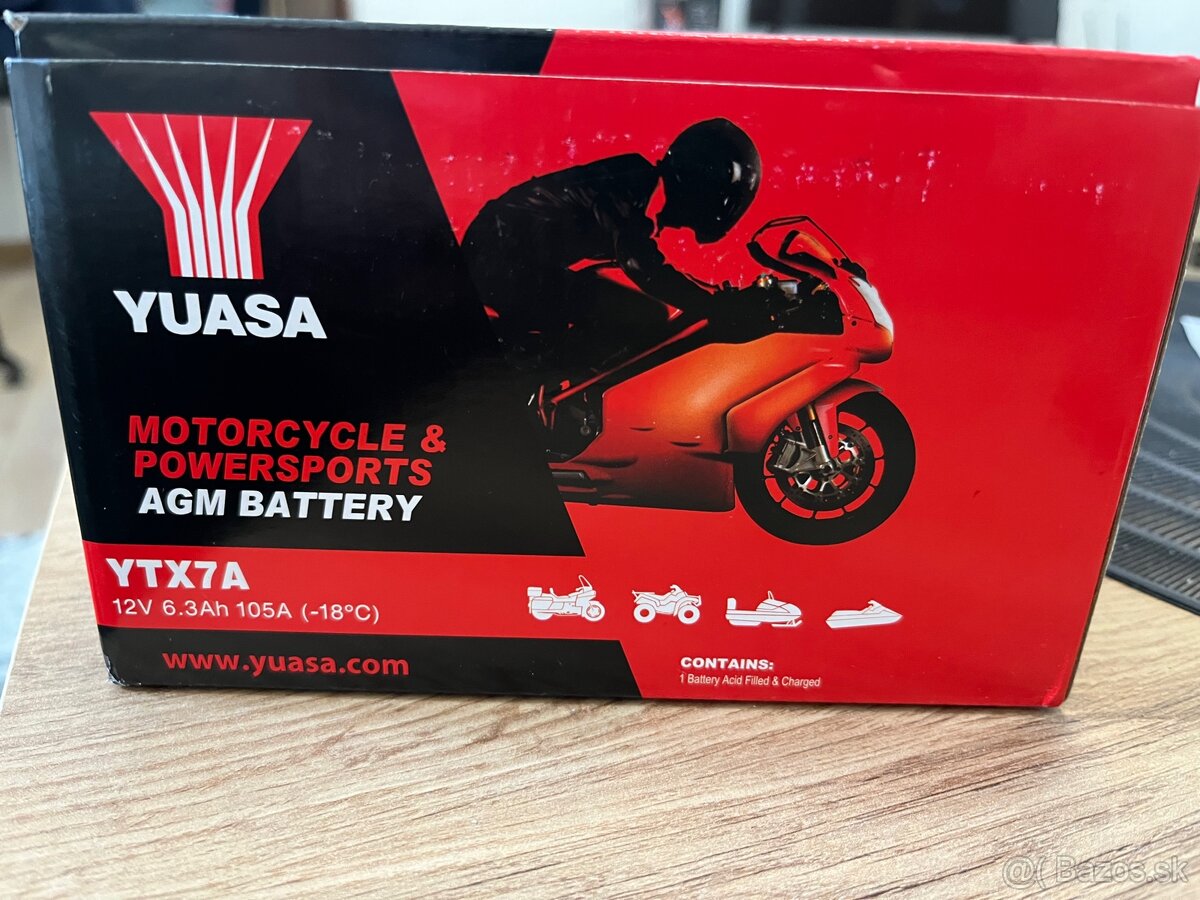 YUASA
MOTORCYCLE &
POWERSPORTS
AGM BATTERY
YTX7A
12V 6.3Ah 105A (-18°C)
www.yuasa.com
CONTAINS:
1 Battery Acid Filled & Charged
@( Bazos.sk